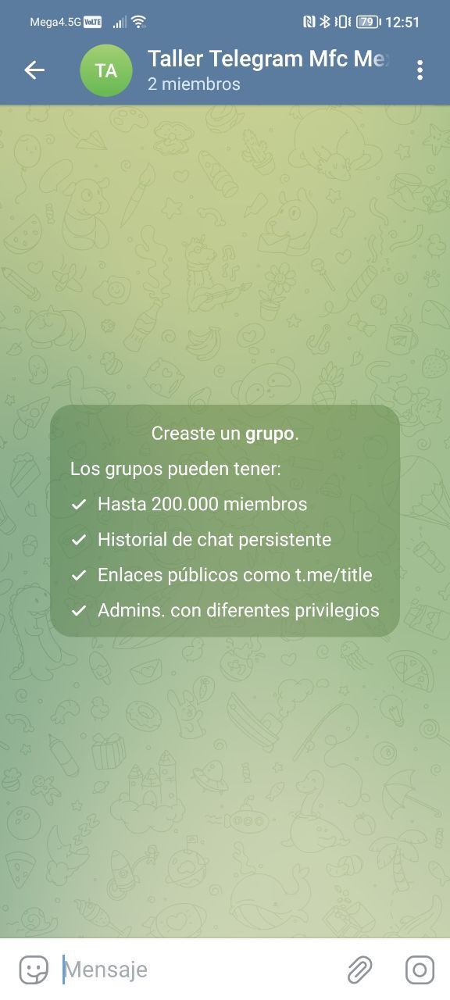 Mega4.5G VoLTE 79 12:51
TA
Taller Telegram Mfc Me
2 miembros
Creaste un grupo.
Los grupos pueden tener:
Hasta 200.000 miembros
Historial de chat persistente
Enlaces públicos como t.me/title
Admins. con diferentes privilegios
Mensaje